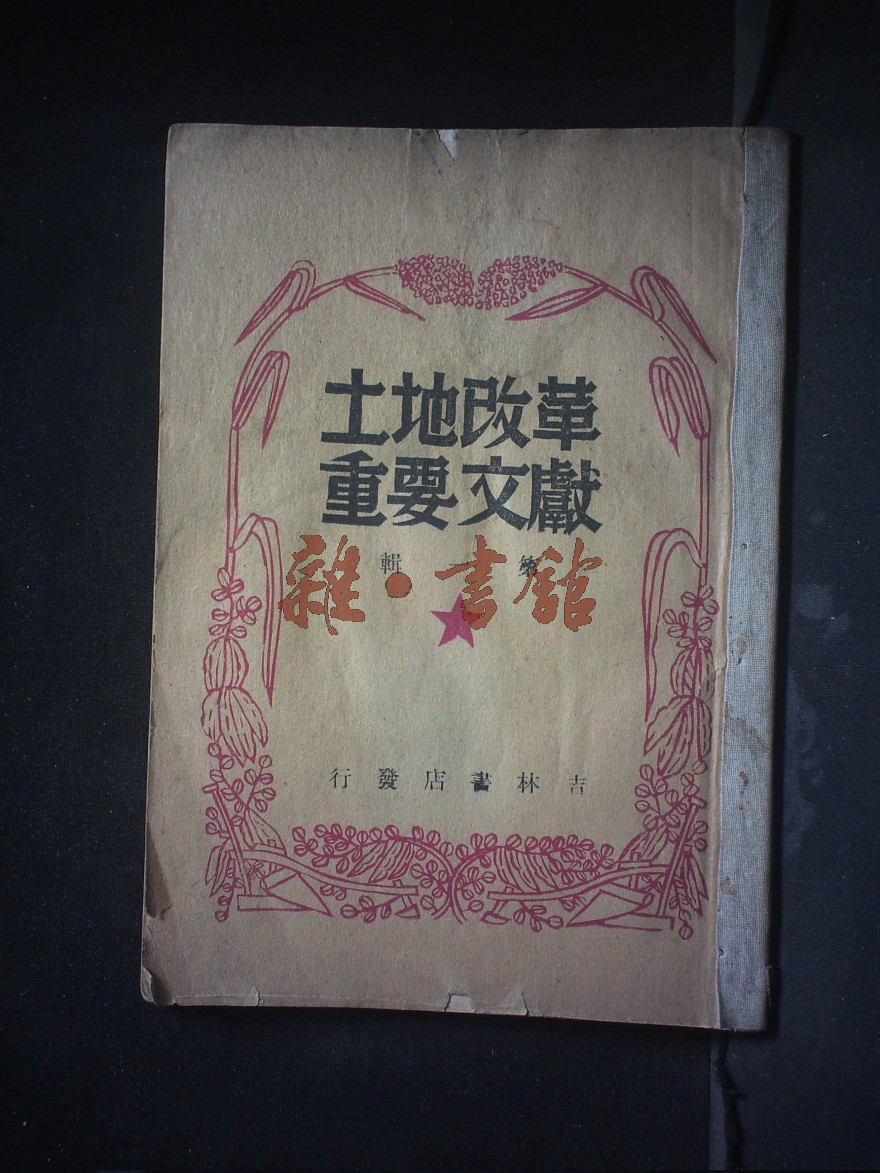 土地改革
重要文獻
第 輯
雜·書館
吉林書店發行